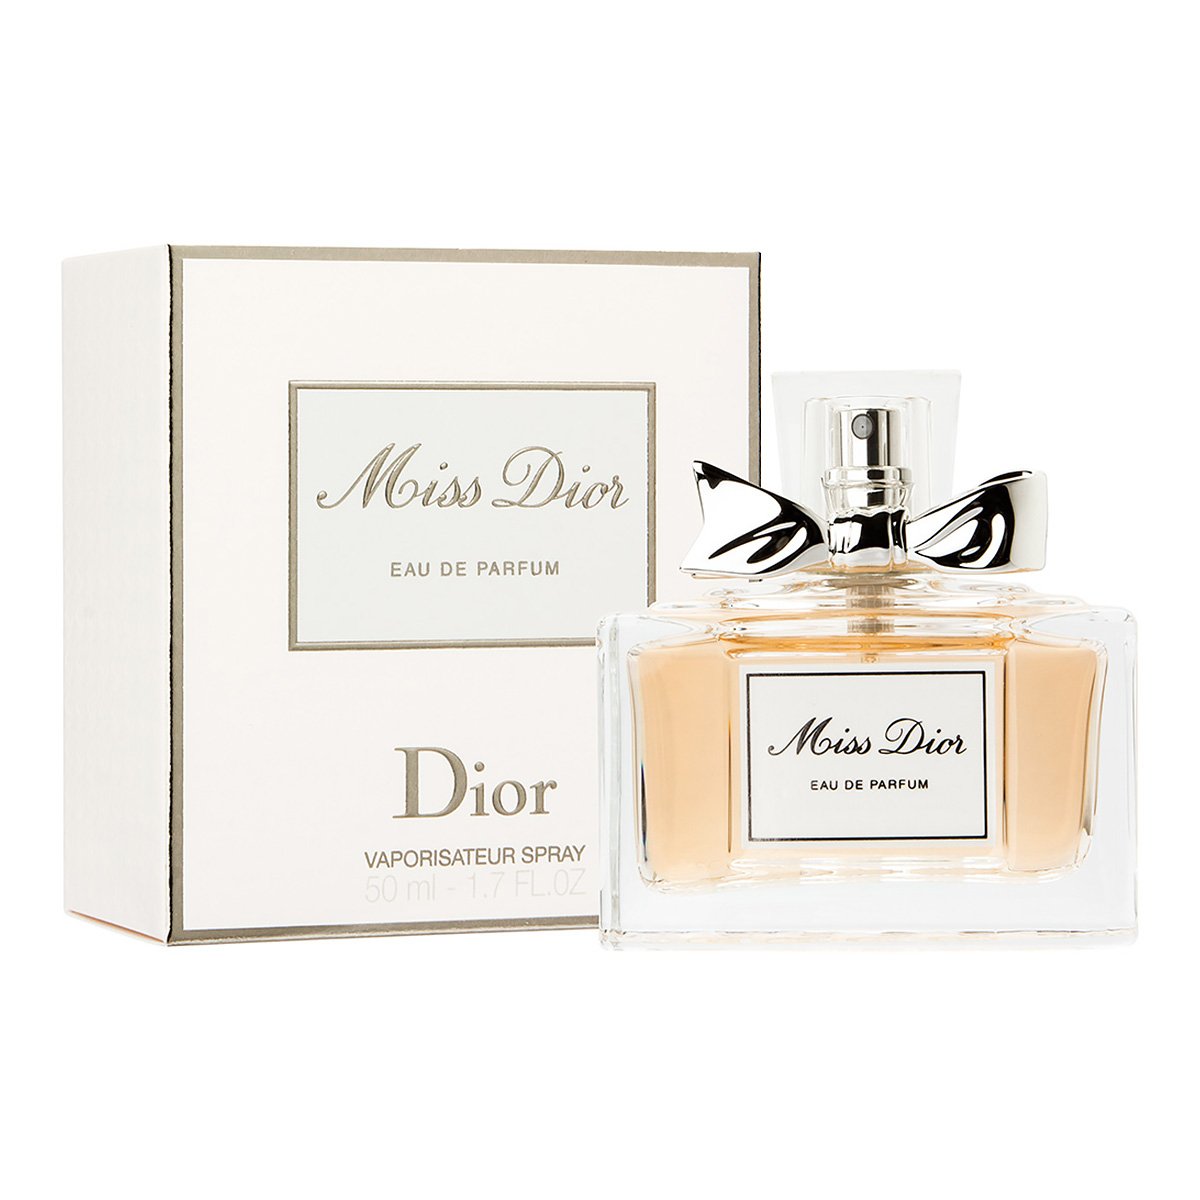 Miss Dior
EAU DE PARFUM
Dior
VAPORISATEUR SPRAY
50 ml - 1.7 FL.OZ
Miss Dior
EAU DE PARFUM